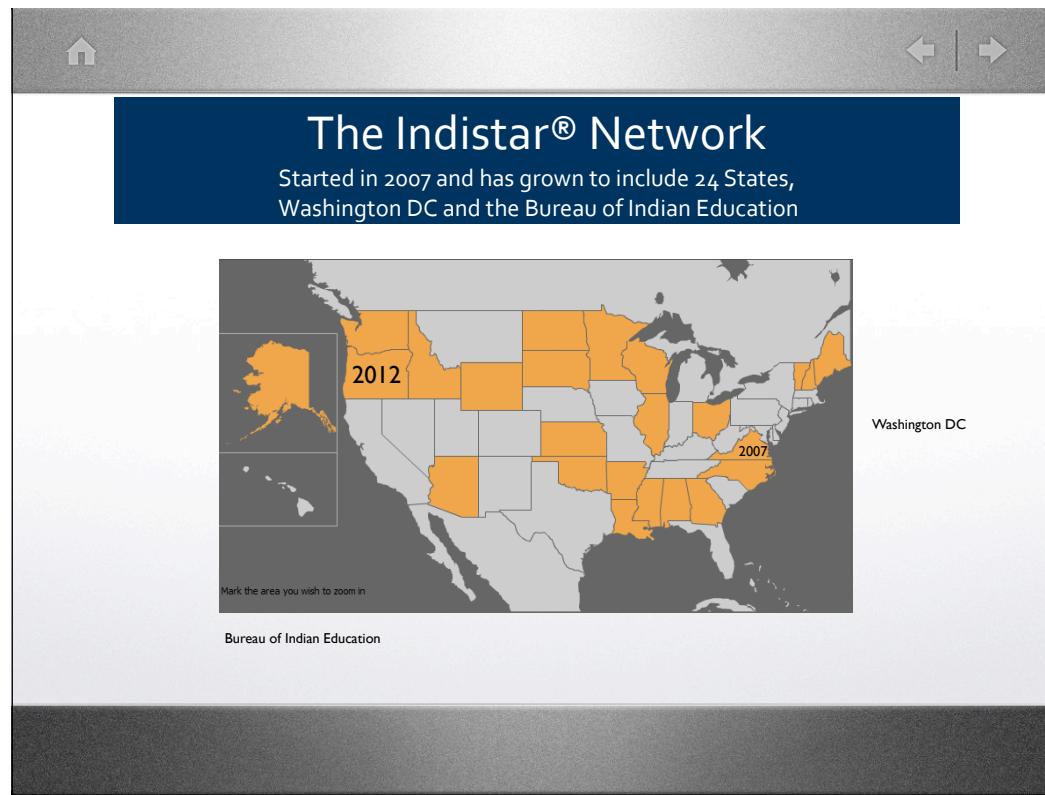 The Indistar® Network
Started in 2007 and has grown to include 24 States,
Washington DC and the Bureau of Indian Education
2012
Washington DC
2007
Mark the area you wish to zoom in
Bureau of Indian Education